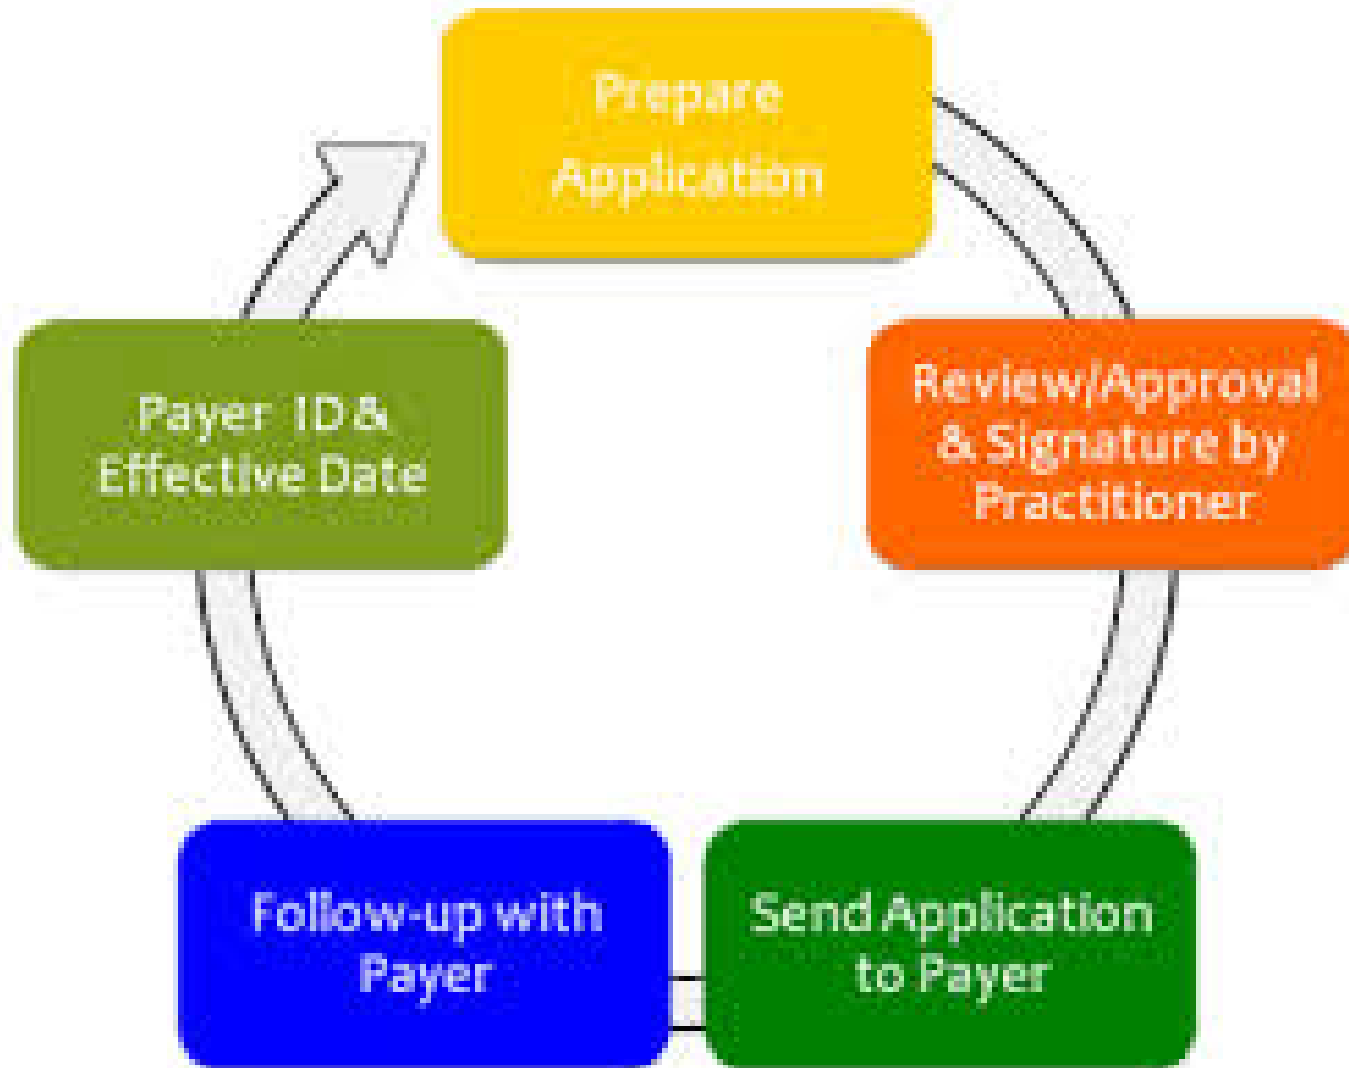 Prepare
Application
Review/Approval
& Signature by
Practitioner
Send Application
to Payer
Follow-up with
Payer
Payer ID &
Effective Date